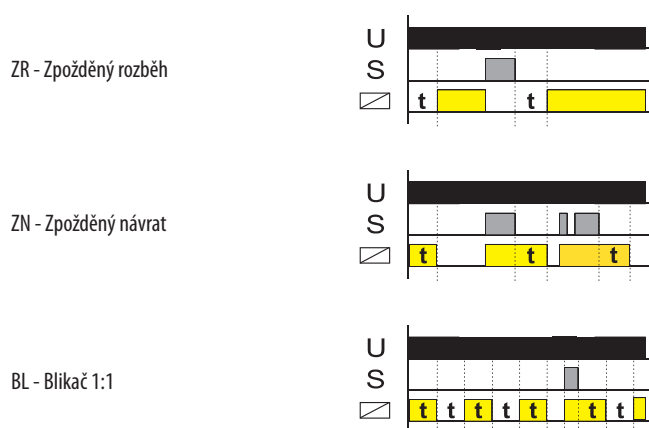 U
ZR - Zpožděný rozběh
S
t t
U
ZN - Zpožděný návrat
S
t t t
U
BL - Blikač 1:1
S
t t t t t t t